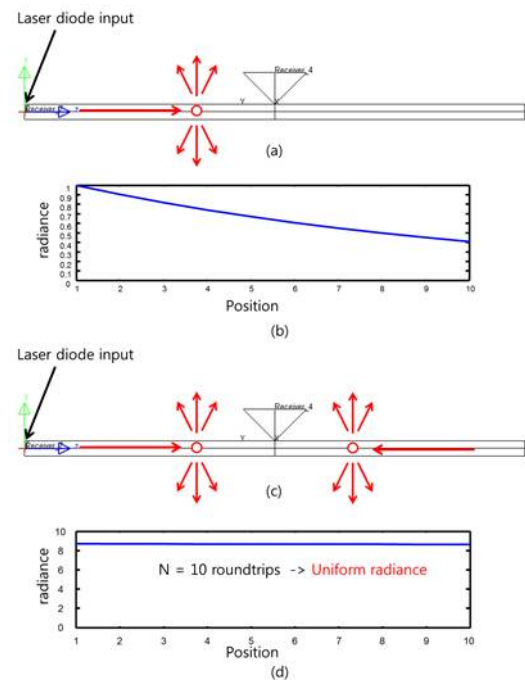 Laser diode input
Receiver_4
Y
X
z
(a)
radiance
1
0.9
0.8
0.7
0.6
0.5
0.4
0.3
0.2
0.1
0
1 2 3 4 5 6 7 8 9 10
Position
(b)
Laser diode input
Receiver_4
Y
z
(c)
radiance
10
8
6
4
2
0
N = 10 roundtrips -> Uniform radiance
1 2 3 4 5 6 7 8 9 10
Position
(d)